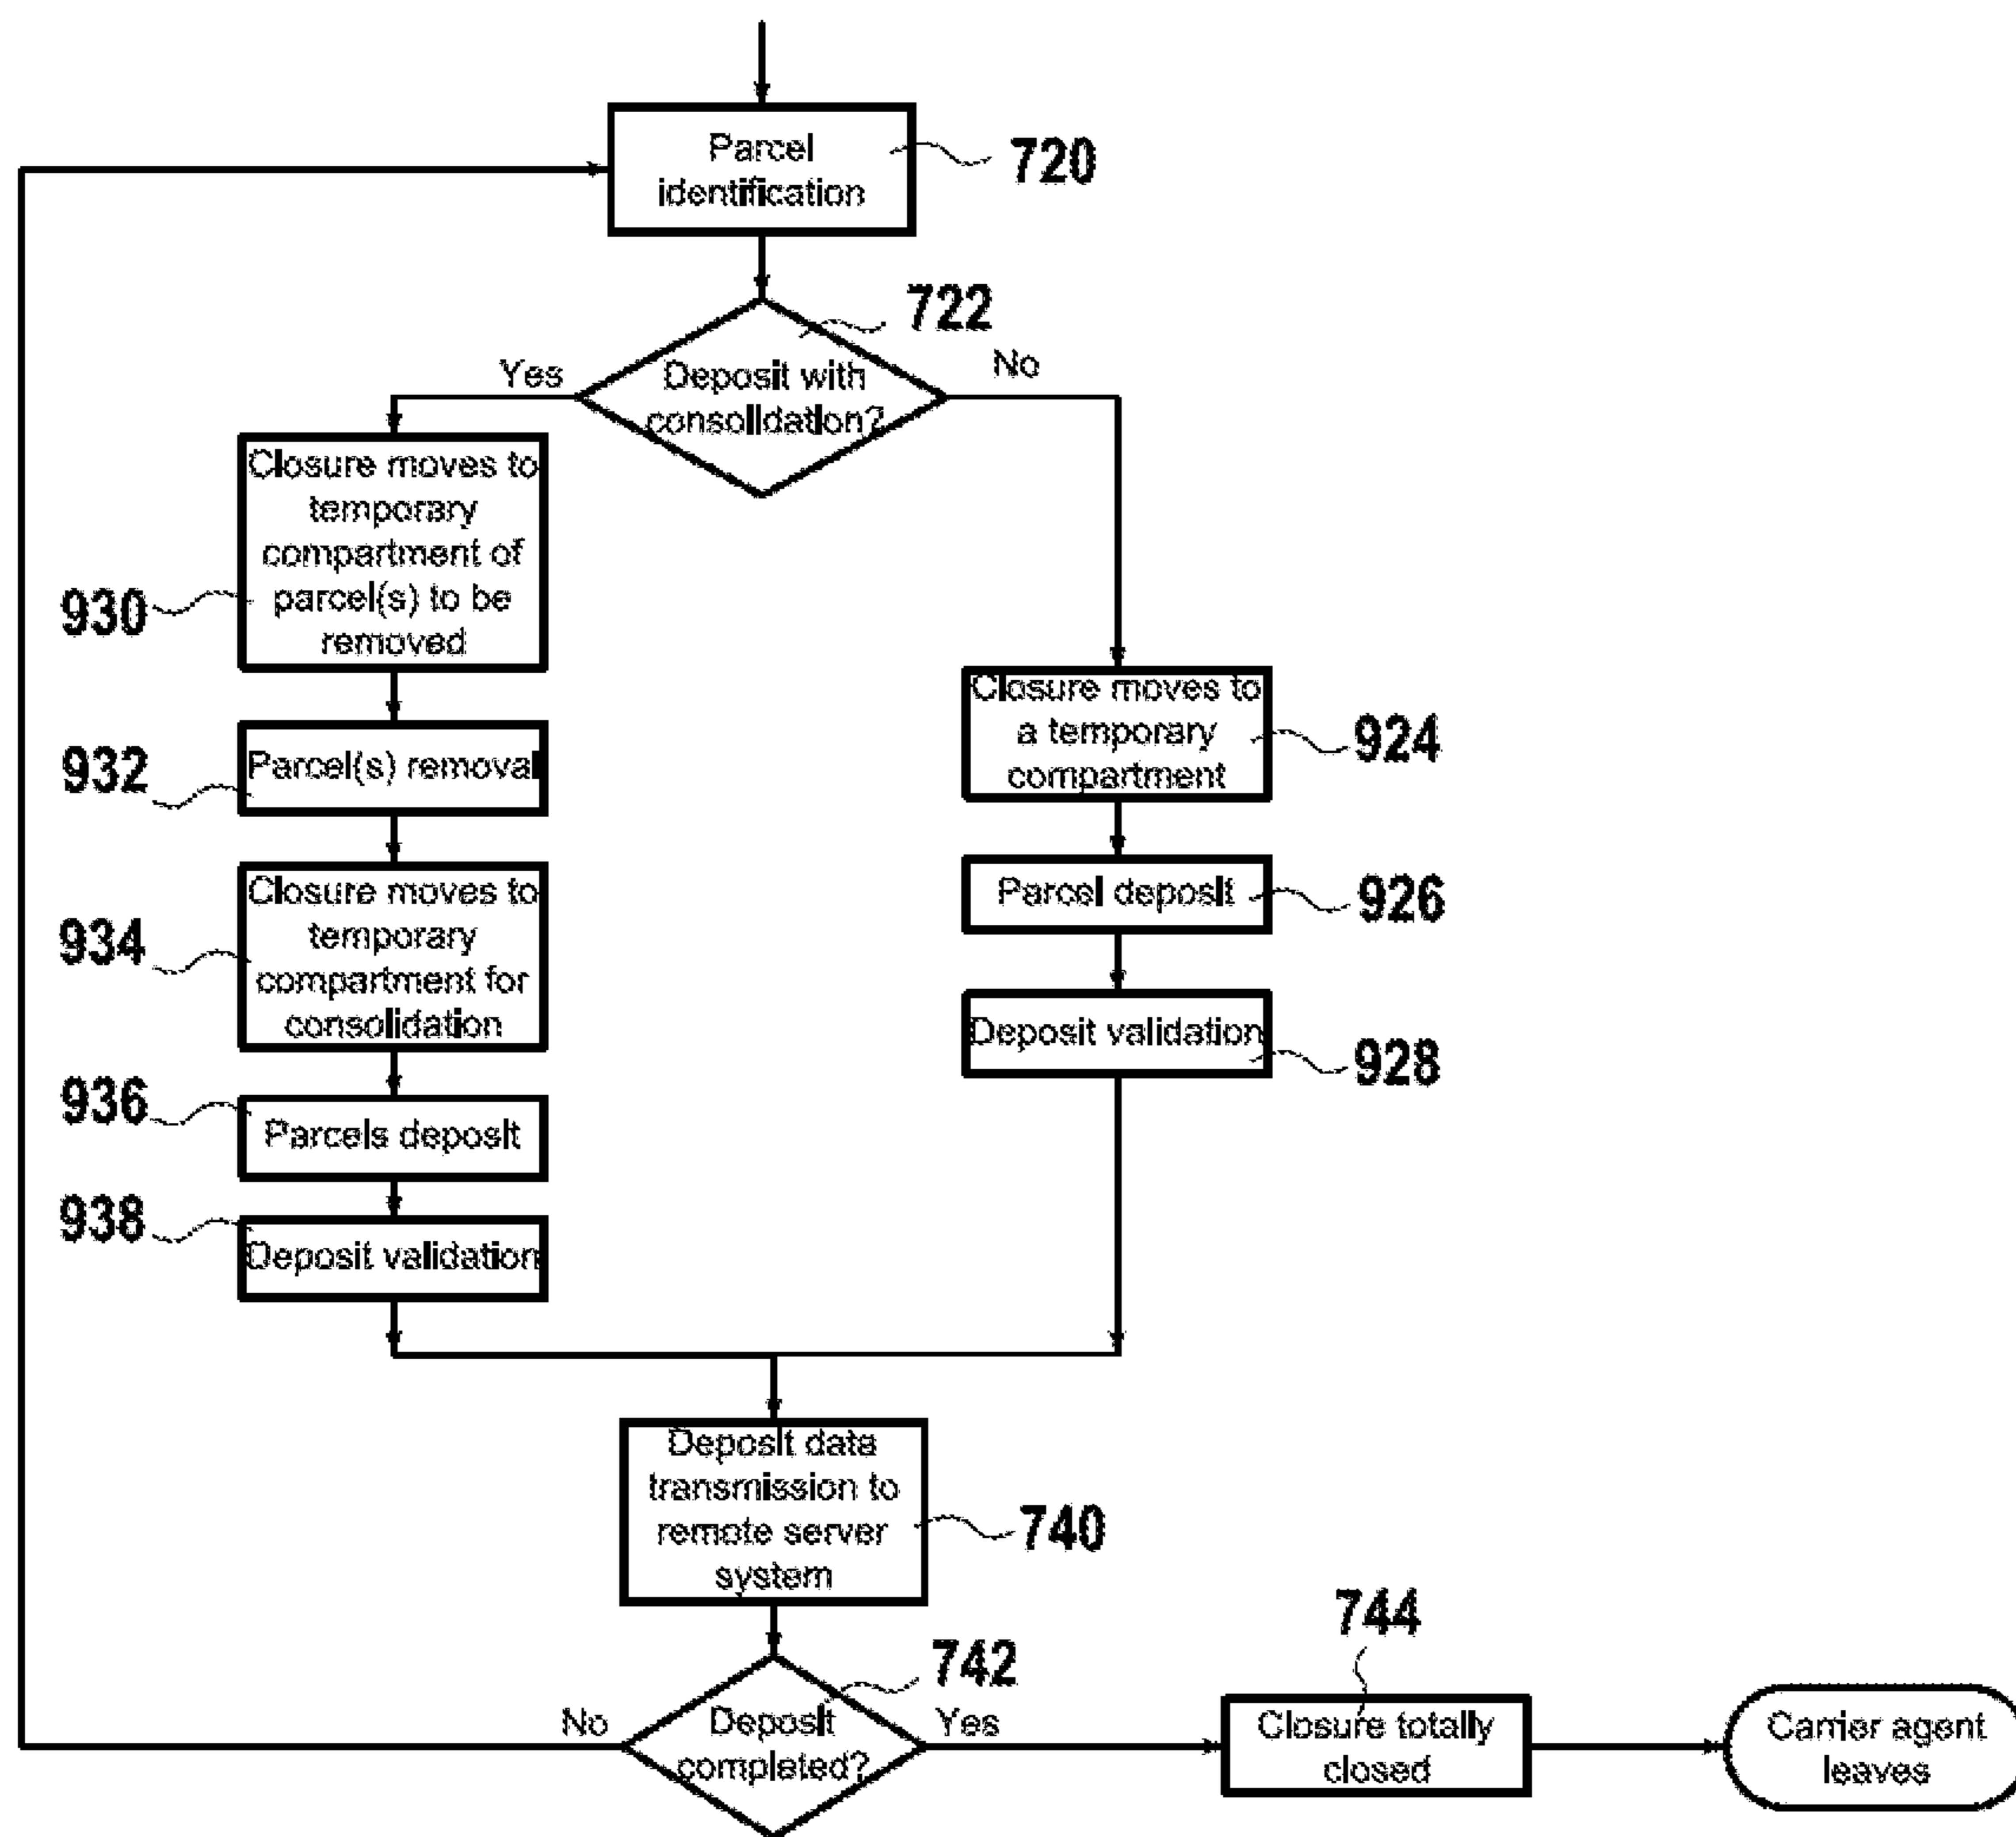 Parcel
identification
720
722
Deposit with
consolidation?
Yes
No
Closure moves to
temporary
compartment of
parcel(s) to be
removed
930
Parcel(s) removal
932
Closure moves to
temporary
compartment for
consolidation
934
Parcels deposit
936
Deposit validation
938
Closure moves to
a temporary
compartment
924
Parcel deposit
926
Deposit validation
928
Deposit data
transmission to
remote server
system
740
742
Deposit
completed?
No
Yes
744
Closure totally
closed
Carrier agent
leaves